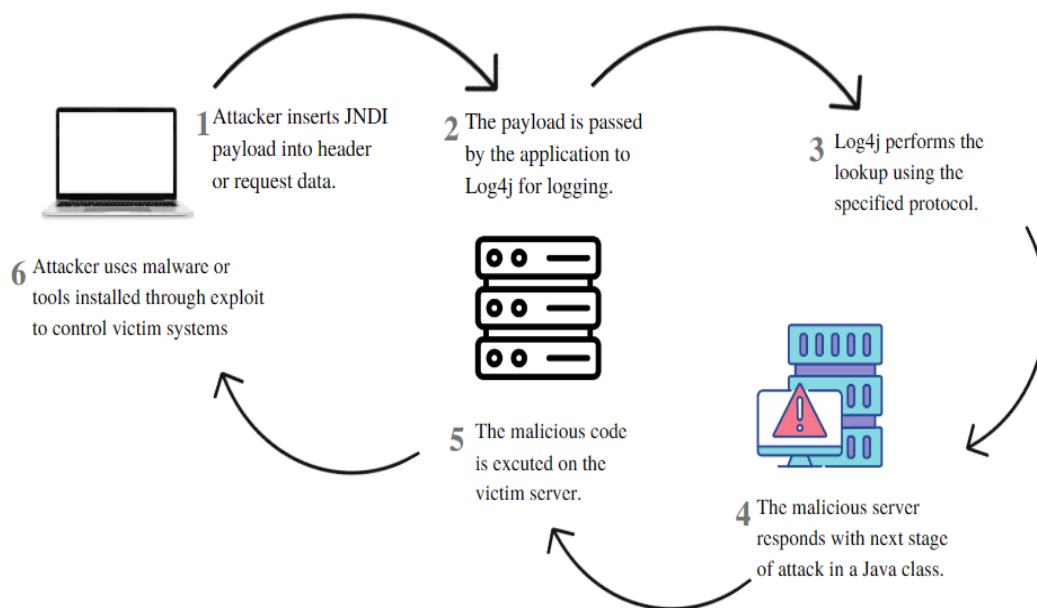 1 Attacker inserts JNDI
payload into header
or request data.
2 The payload is passed
by the application to
Log4j for logging.
3 Log4j performs the
lookup using the
specified protocol.
4 The malicious server
responds with next stage
of attack in a Java class.
5 The malicious code
is excuted on the
victim server.
6 Attacker uses malware or
tools installed through exploit
to control victim systems